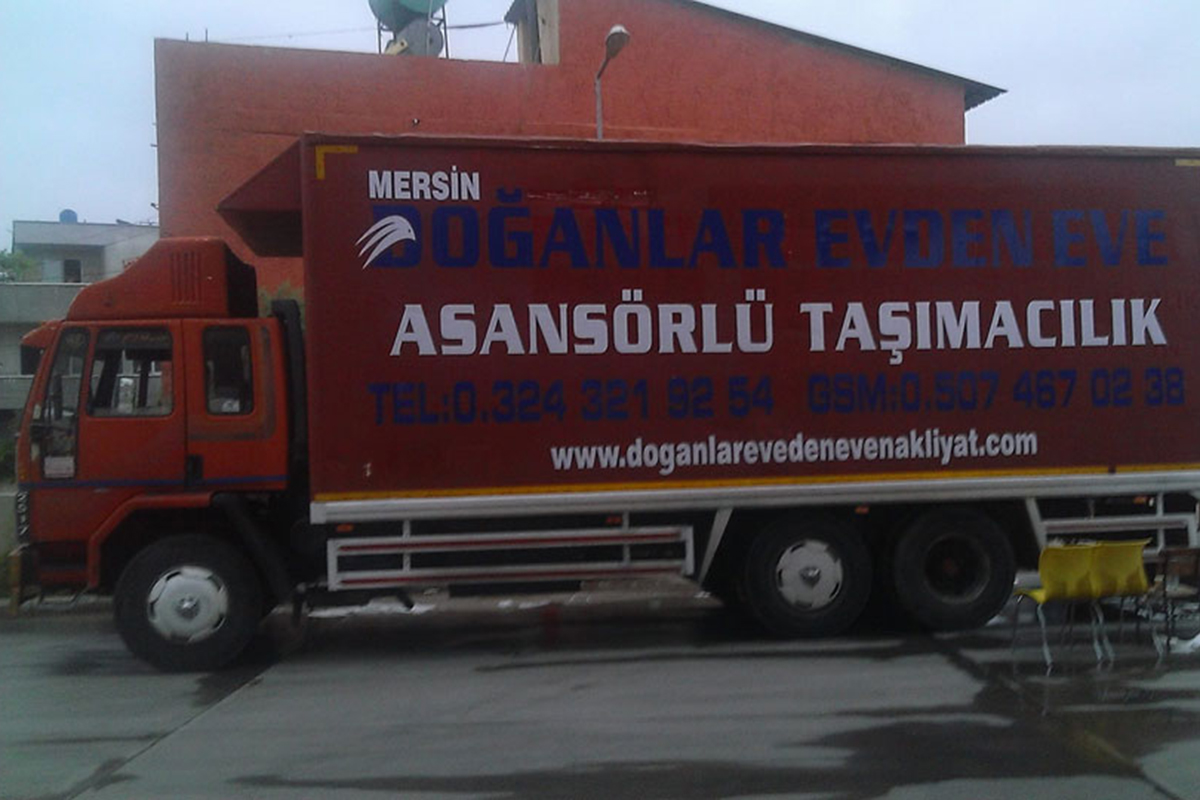 MERSİN
DOĞANLAR EVDEN EVE
ASANSÖRLÜ TAŞIMACILIK
TEL:0.324 321 92 54 GSM:0.507 467 02 38
www.doganlarevedenevenakliyat.com